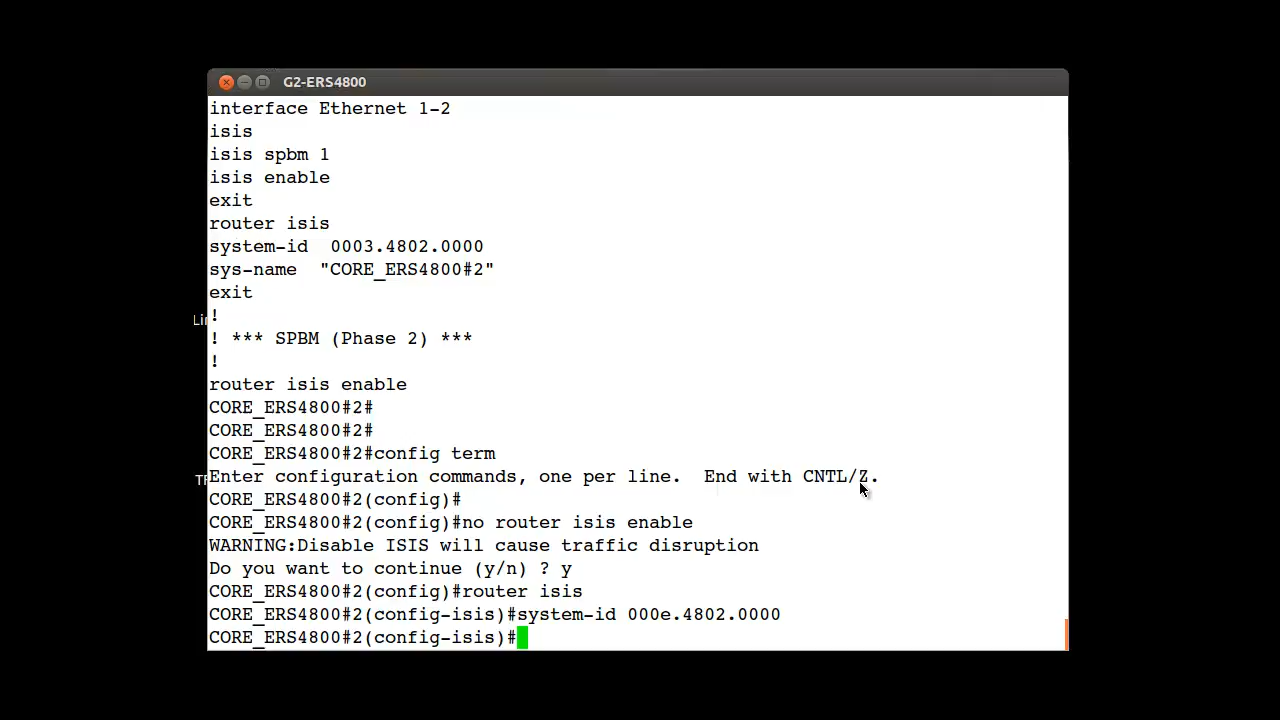 G2-ERS4800
interface Ethernet 1-2
isis
isis spbm 1
isis enable
exit
router isis
system-id  0003.4802.0000
sys-name  "CORE_ERS4800#2"
exit
!
! *** SPBM (Phase 2) ***
!
router isis enable
CORE_ERS4800#2#
CORE_ERS4800#2#
CORE_ERS4800#2#config term
Enter configuration commands, one per line.  End with CNTL/Z.
CORE_ERS4800#2(config)#
CORE_ERS4800#2(config)#no router isis enable
WARNING:Disable ISIS will cause traffic disruption
Do you want to continue (y/n) ? y
CORE_ERS4800#2(config)#router isis
CORE_ERS4800#2(config-isis)#system-id 000e.4802.0000
CORE_ERS4800#2(config-isis)#